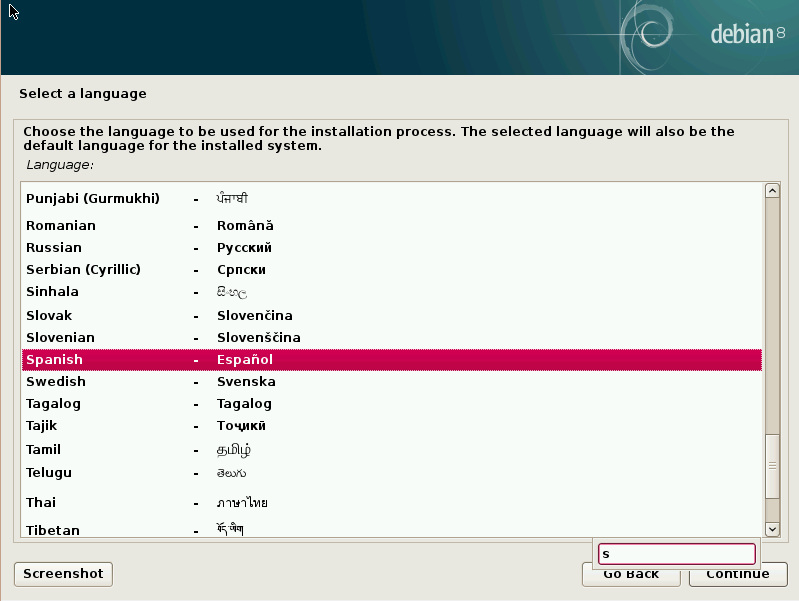 debian 8
Select a language
Choose the language to be used for the installation process. The selected language will also be the
default language for the installed system.
Language:
Punjabi (Gurmukhi) - ਪੰਜਾਬੀ
Romanian - Română
Russian - Русский
Serbian (Cyrillic) - Српски
Sinhala - සිංහල
Slovak - Slovenčina
Slovenian - Slovenščina
Spanish - Español
Swedish - Svenska
Tagalog - Tagalog
Tajik - Тоҷикӣ
Tamil - தமிழ்
Telugu - తెలుగు
Thai - ภาษาไทย
Tibetan - བོད་ཡིག
s
Screenshot Go Back Continue